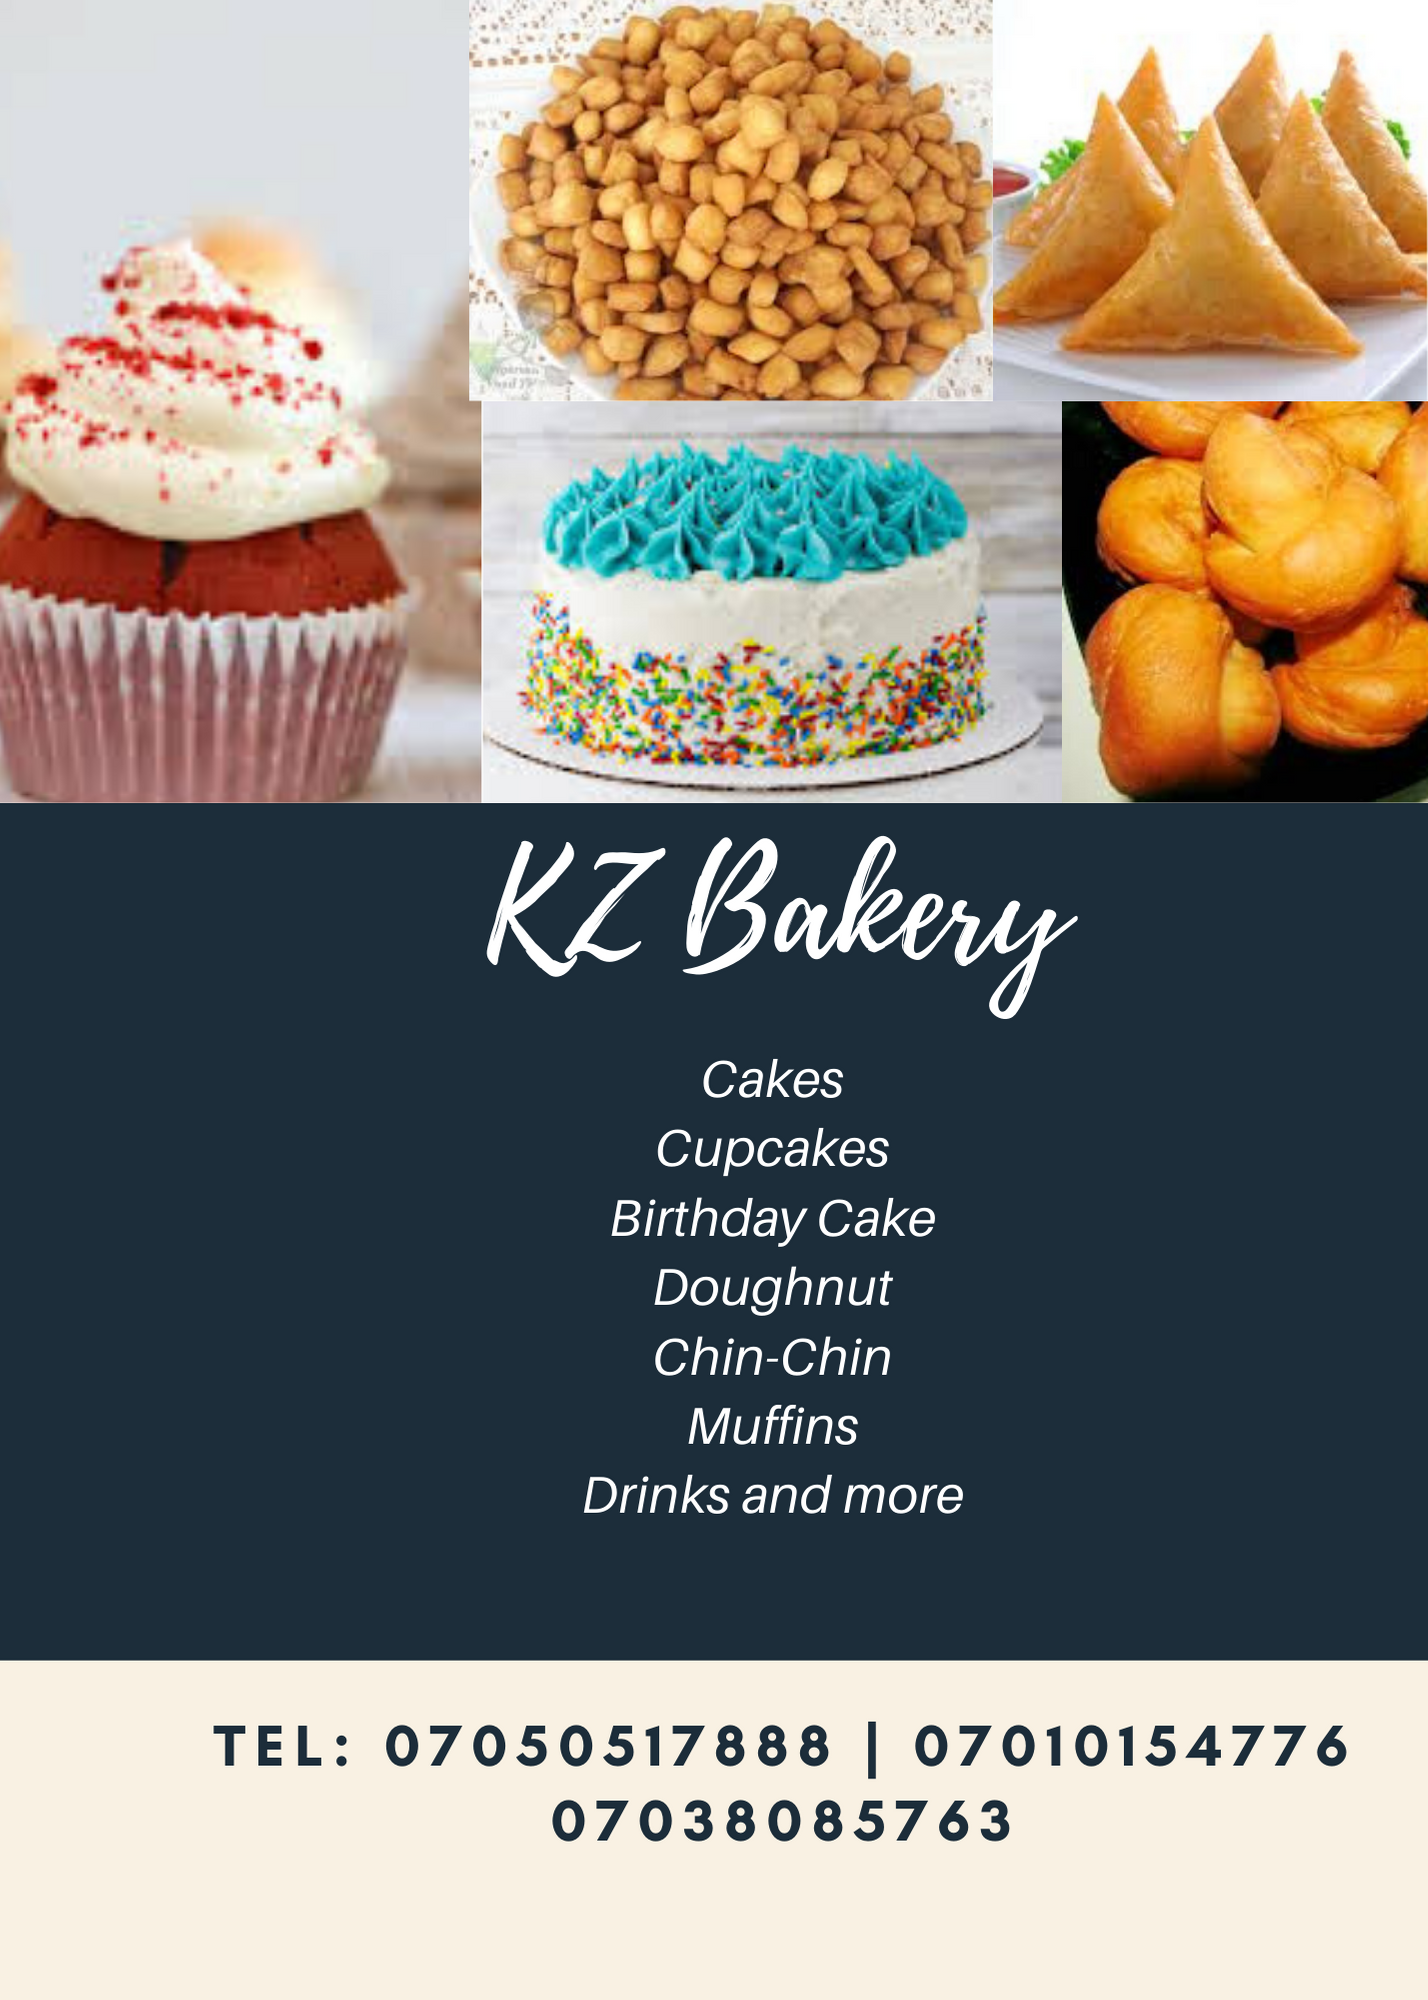 KZ Bakery
Cakes
Cupcakes
Birthday Cake
Doughnut
Chin-Chin
Muffins
Drinks and more
TEL: 07050517888 | 07010154776
07038085763